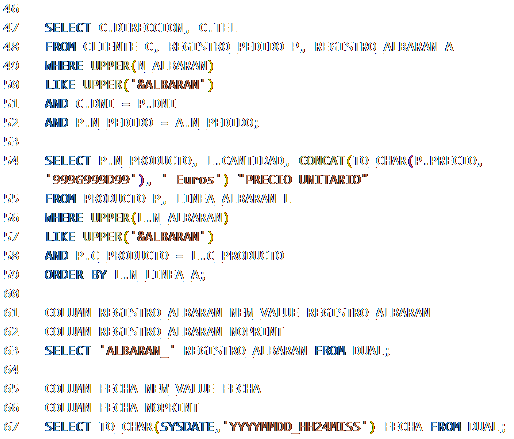 46
47 SELECT C.DIRECCION, C.TEL
48 FROM CLIENTE C, REGISTRO_PEDIDO P, REGISTRO_ALBARAN A
49 WHERE UPPER(N_ALBARAN)
50 LIKE UPPER('&ALBARAN')
51 AND C.DNI = P.DNI
52 AND P.N_PEDIDO = A.N_PEDIDO;
53
54 SELECT P.N_PRODUCTO, L.CANTIDAD, CONCAT(TO_CHAR(P.PRECIO,
'999G999D99'), ' Euros') "PRECIO UNITARIO"
55 FROM PRODUCTO P, LINEA_ALBARAN L
56 WHERE UPPER(L.N_ALBARAN)
57 LIKE UPPER('&ALBARAN')
58 AND P.C_PRODUCTO = L.C_PRODUCTO
59 ORDER BY L.N_LINEA_A;
60
61 COLUMN REGISTRO_ALBARAN NEW_VALUE REGISTRO_ALBARAN
62 COLUMN REGISTRO_ALBARAN NOPRINT
63 SELECT 'ALBARAN_' REGISTRO_ALBARAN FROM DUAL;
64
65 COLUMN FECHA NEW_VALUE FECHA
66 COLUMN FECHA NOPRINT
67 SELECT TO_CHAR(SYSDATE,'YYYYMMDD_HH24MISS') FECHA FROM DUAL;